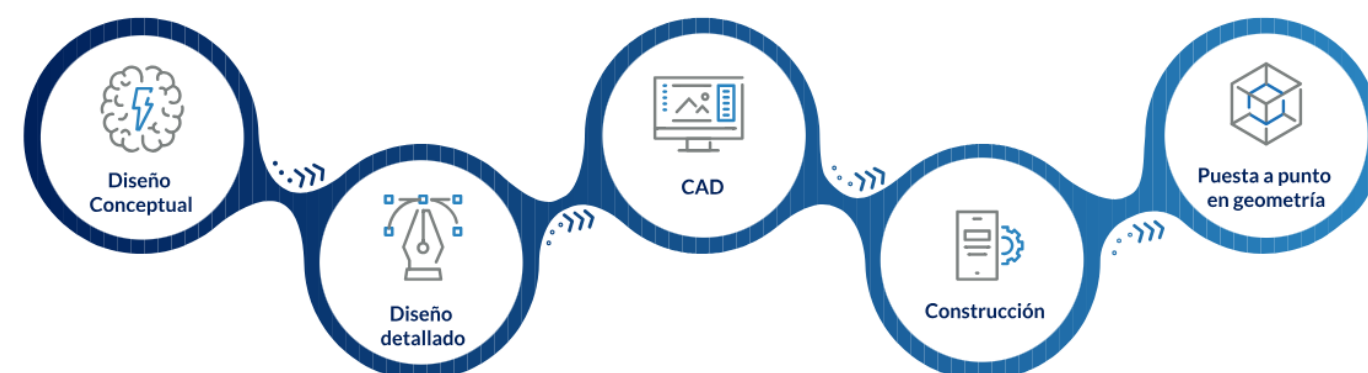 Diseño
Conceptual
Diseño
detallado
CAD
Construcción
Puesta a punto
en geometría